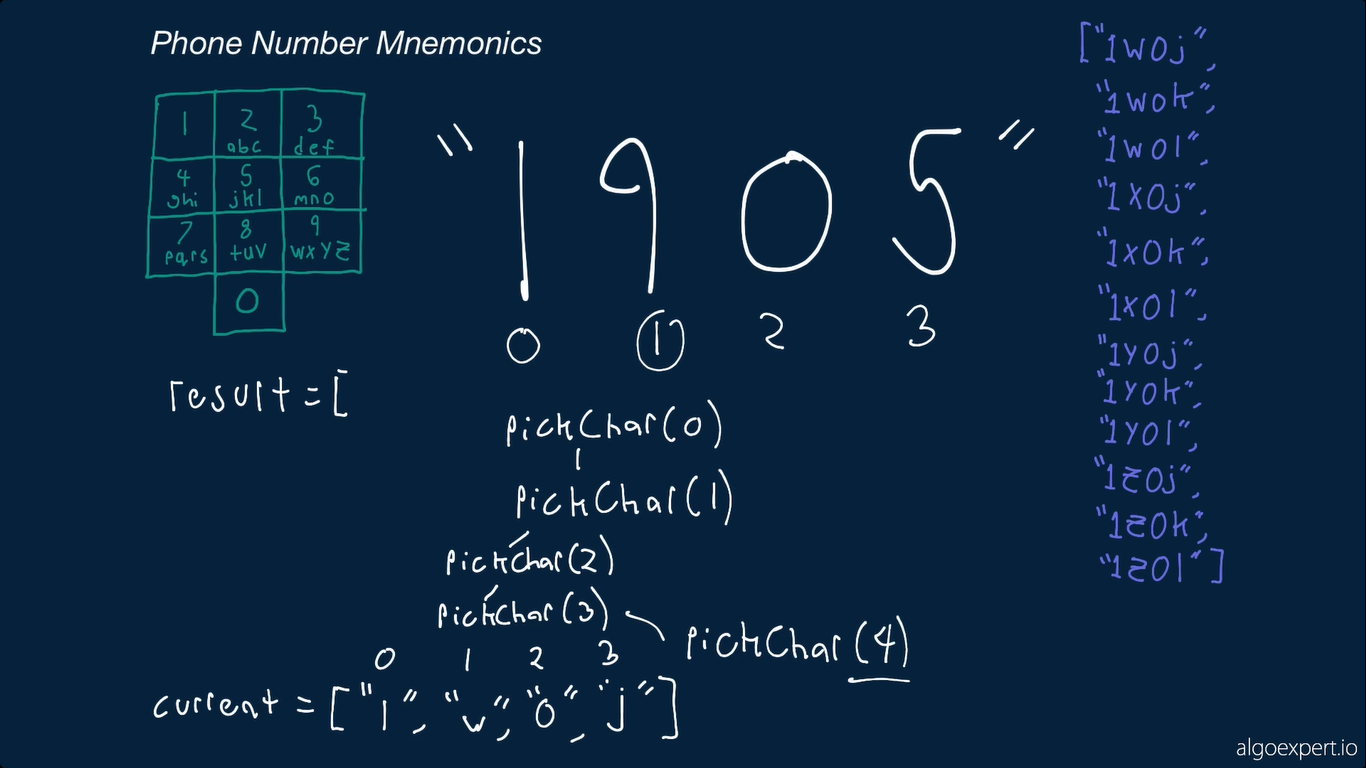 Phone Number Mnemonics
1 2 3
abc def
4 5 6
ghi jkl mno
7 8 9
pqrs tuv wxyz
0
"1905"
0 1 2 3
result = [
pickChar(0)
pickChar(1)
pickChar(2)
pickChar(3)
pickChar(4)
0 1 2 3
current = ["1", "w", "0", "j"]
["1w0j",
"1w0k",
"1w0l",
"1x0j",
"1x0k",
"1x0l",
"1y0j",
"1y0k",
"1y0l",
"1z0j",
"1z0k",
"1z0l"]
algoexpert.io